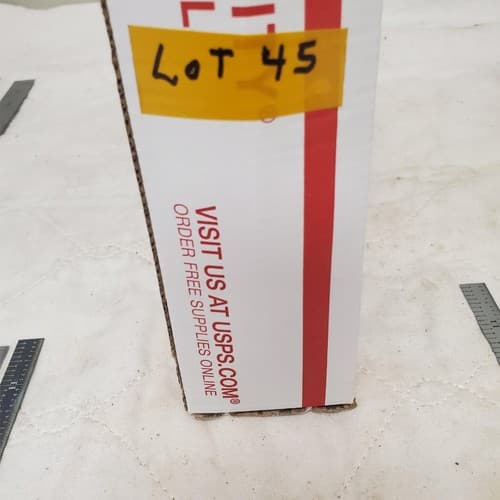 LOT 45
VISIT US AT USPS.COM®
ORDER FREE SUPPLIES ONLINE